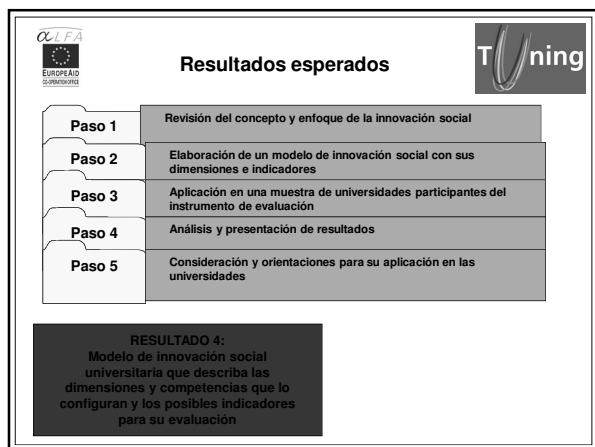 αLFA
EUROPEAID
CO-OPERATION OFFICE
Resultados esperados
TUning
Paso 1
Revisión del concepto y enfoque de la innovación social
Paso 2
Elaboración de un modelo de innovación social con sus
dimensiones e indicadores
Paso 3
Aplicación en una muestra de universidades participantes del
instrumento de evaluación
Paso 4
Análisis y presentación de resultados
Paso 5
Consideración y orientaciones para su aplicación en las
universidades
RESULTADO 4:
Modelo de innovación social
universitaria que describa las
dimensiones y competencias que lo
configuran y los posibles indicadores
para su evaluación